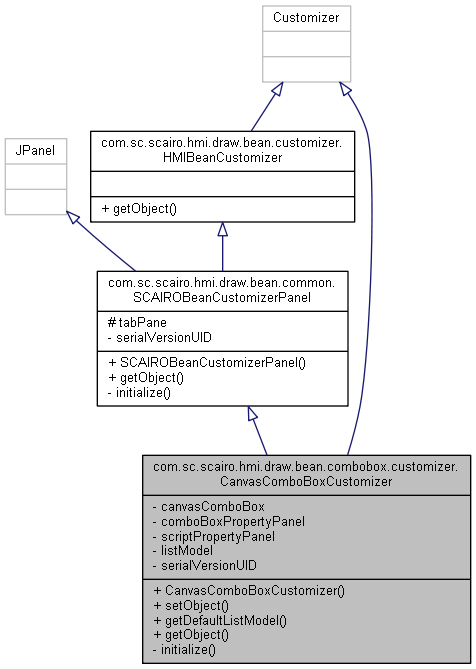 Customizer
com.sc.scairo.hmi.draw.bean.customizer.
HMIBeanCustomizer
+ getObject()
JPanel
com.sc.scairo.hmi.draw.bean.common.
SCAIROBeanCustomizerPanel
# tabPane
- serialVersionUID
+ SCAIROBeanCustomizerPanel()
+ getObject()
- initialize()
com.sc.scairo.hmi.draw.bean.combobox.customizer.
CanvasComboBoxCustomizer
- canvasComboBox
- comboBoxPropertyPanel
- scriptPropertyPanel
- listModel
- serialVersionUID
+ CanvasComboBoxCustomizer()
+ setObject()
+ getDefaultListModel()
+ getObject()
- initialize()